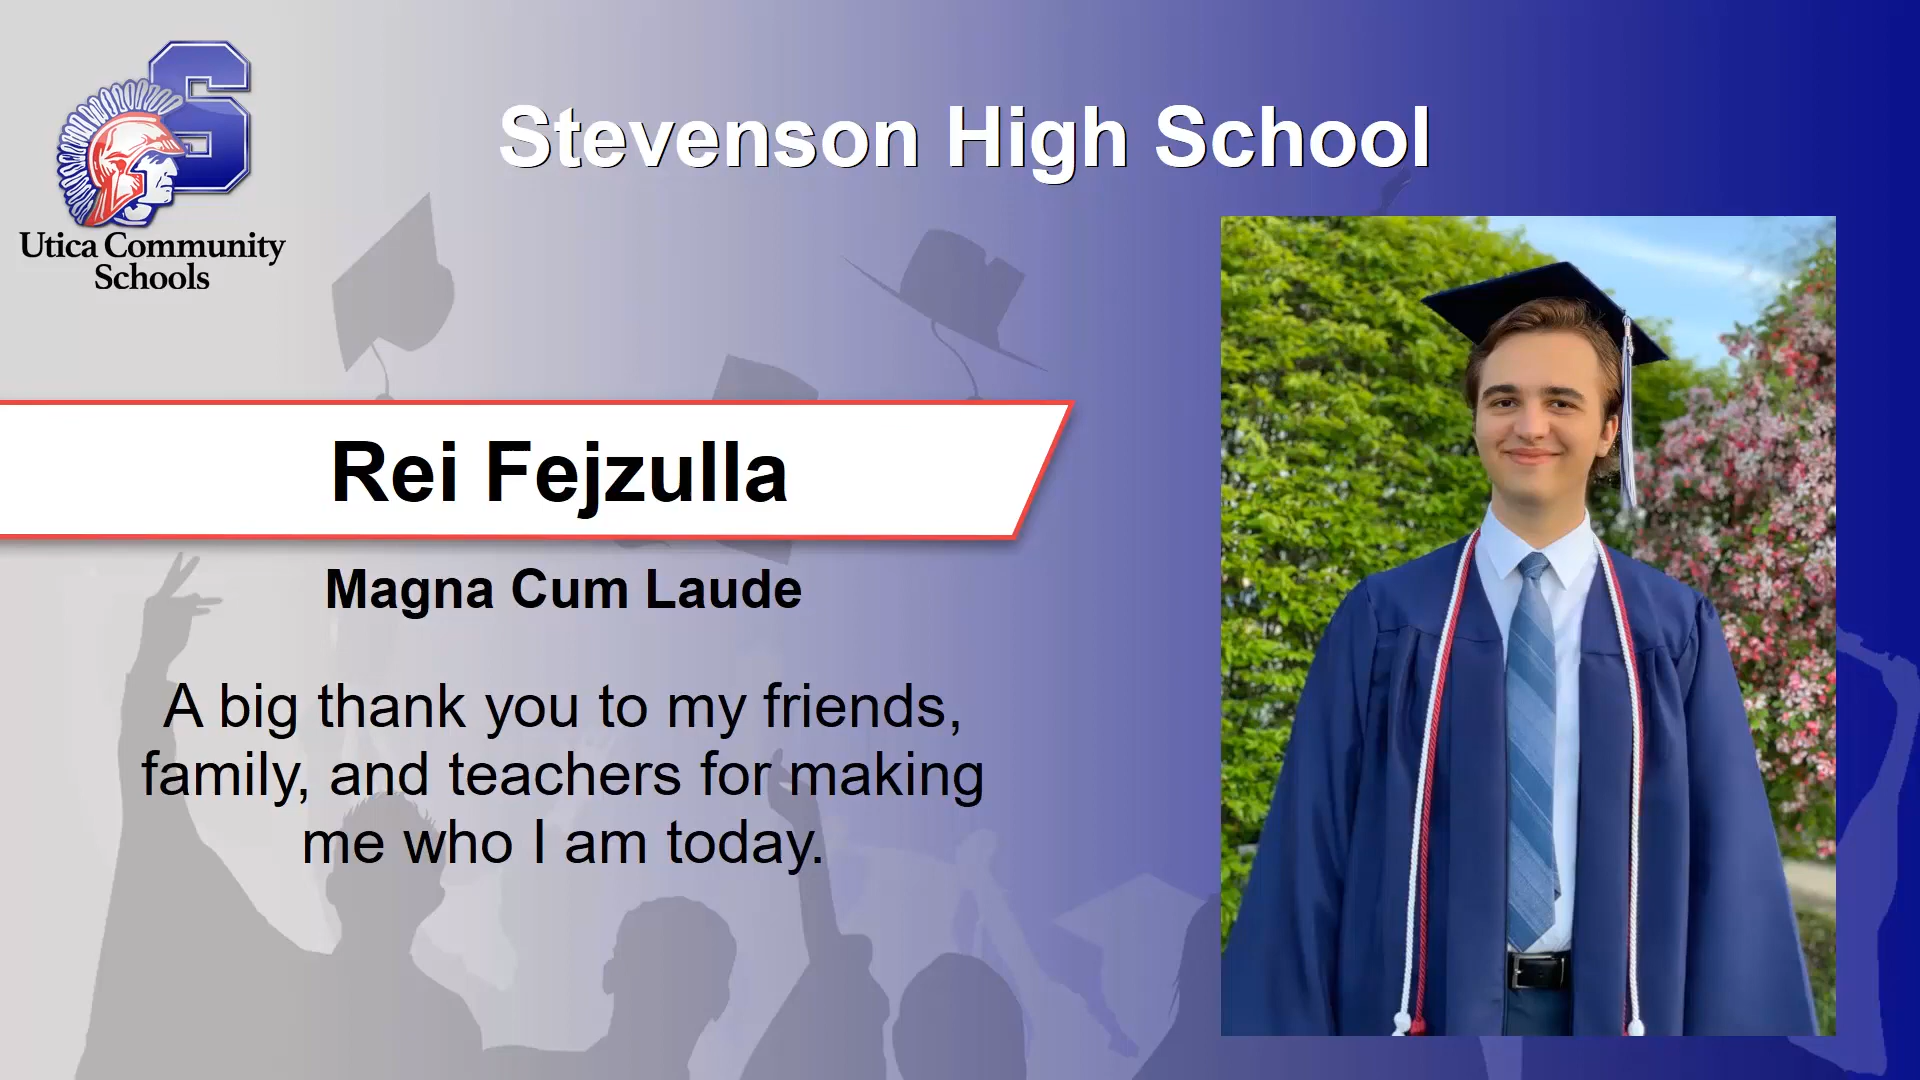 S
Utica Community
Schools
Stevenson High School
Rei Fejzulla
Magna Cum Laude
A big thank you to my friends,
family, and teachers for making
me who I am today.